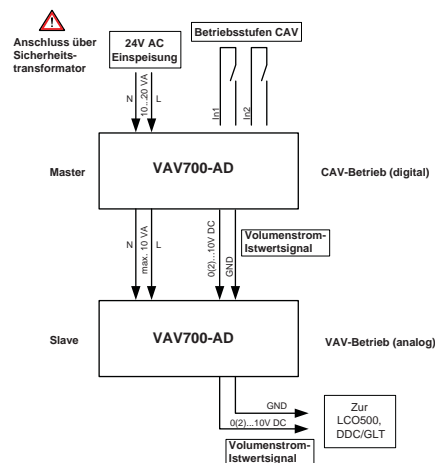 Anschluss über
Sicherheits-
transformator
24V AC
Einspeisung
Betriebsstufen CAV
N
10...20 VA
L
In1
In2
Master
VAV700-AD
CAV-Betrieb (digital)
N
max. 10 VA
L
0(2)...10V DC
GND
Volumenstrom-
Istwertsignal
Slave
VAV700-AD
VAV-Betrieb (analog)
GND
0(2)...10V DC
Zur
LCO500,
DDC/GLT
Volumenstrom-
Istwertsignal